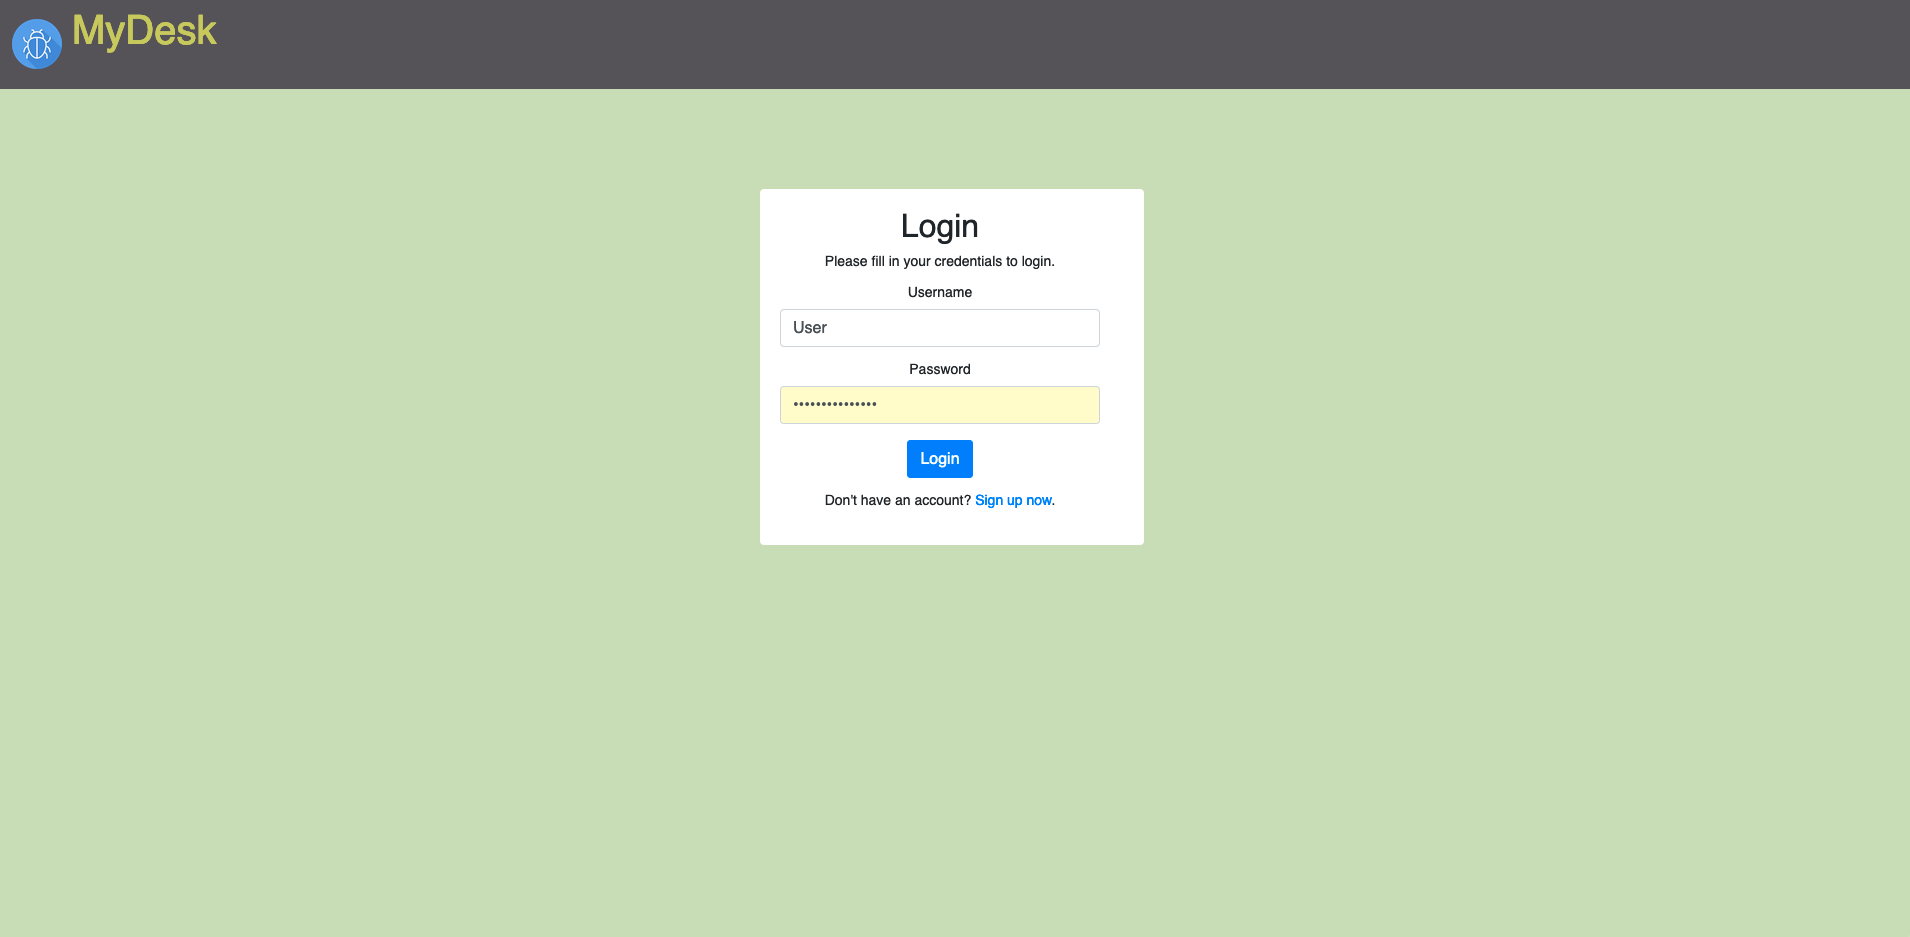 MyDesk
Login
Please fill in your credentials to login.
Username
User
Password
•••••••••••••••
Login
Don't have an account? Sign up now.